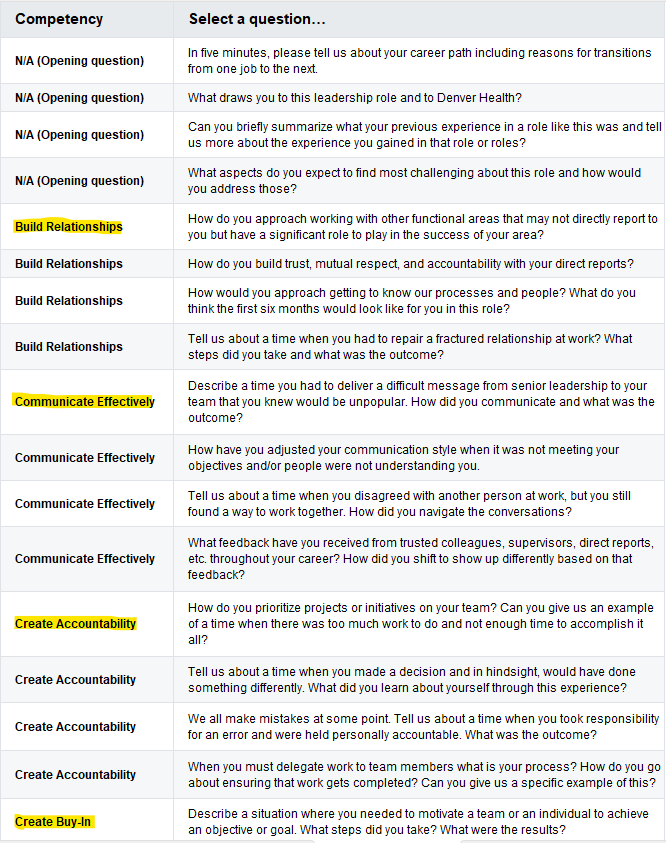 Competency
Select a question…
N/A (Opening question)
In five minutes, please tell us about your career path including reasons for transitions
from one job to the next.
N/A (Opening question)
What draws you to this leadership role and to Denver Health?
N/A (Opening question)
Can you briefly summarize what your previous experience in a role like this was and tell
us more about the experience you gained in that role or roles?
N/A (Opening question)
What aspects do you expect to find most challenging about this role and how would
you address those?
Build Relationships
How do you approach working with other functional areas that may not directly report to
you but have a significant role to play in the success of your area?
Build Relationships
How do you build trust, mutual respect, and accountability with your direct reports?
Build Relationships
How would you approach getting to know our processes and people? What do you
think the first six months would look like for you in this role?
Build Relationships
Tell us about a time when you had to repair a fractured relationship at work? What
steps did you take and what was the outcome?
Communicate Effectively
Describe a time you had to deliver a difficult message from senior leadership to your
team that you knew would be unpopular. How did you communicate and what was the
outcome?
Communicate Effectively
How have you adjusted your communication style when it was not meeting your
objectives and/or people were not understanding you.
Communicate Effectively
Tell us about a time when you disagreed with another person at work, but you still
found a way to work together. How did you navigate the conversations?
Communicate Effectively
What feedback have you received from trusted colleagues, supervisors, direct reports,
etc. throughout your career? How did you shift to show up differently based on that
feedback?
Create Accountability
How do you prioritize projects or initiatives on your team? Can you give us an example
of a time when there was too much work to do and not enough time to accomplish it
all?
Create Accountability
Tell us about a time when you made a decision and in hindsight, would have done
something differently. What did you learn about yourself through this experience?
Create Accountability
We all make mistakes at some point. Tell us about a time when you took responsibility
for an error and were held personally accountable. What was the outcome?
Create Accountability
When you must delegate work to team members what is your process? How do you go
about ensuring that work gets completed? Can you give us a specific example of this?
Create Buy-In
Describe a situation where you needed to motivate a team or an individual to achieve
an objective or goal. What steps did you take? What were the results?